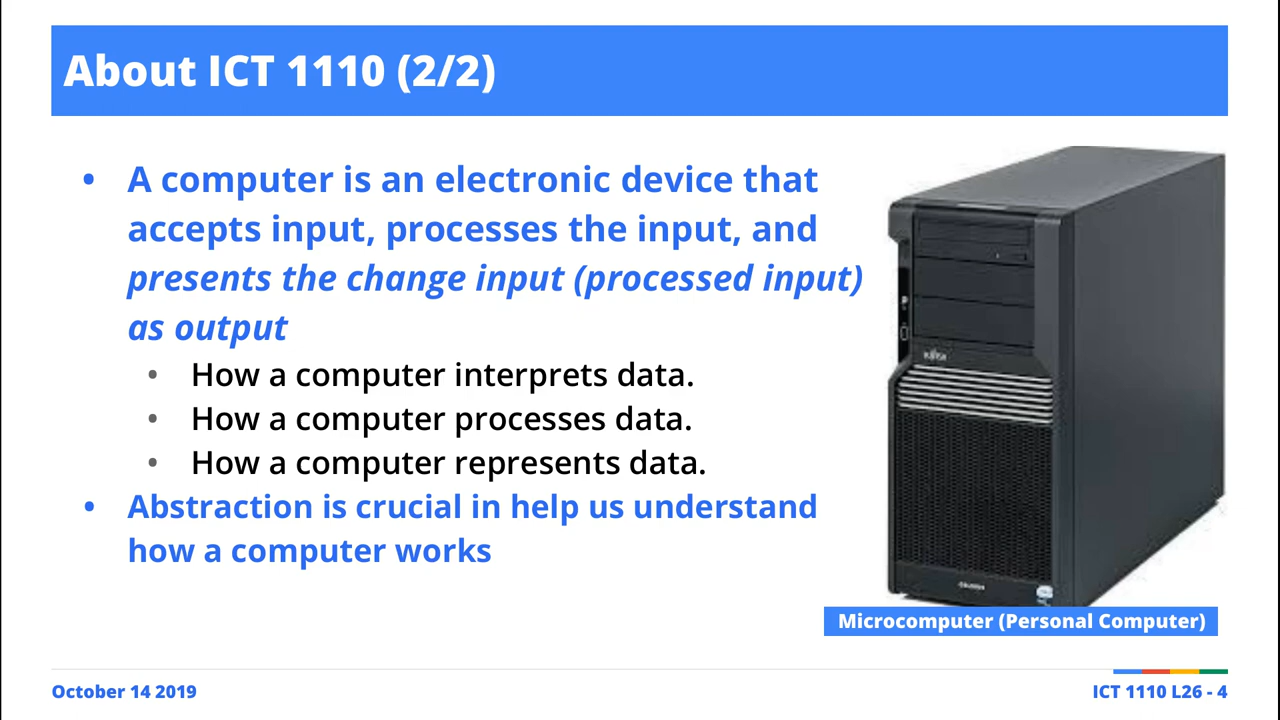 About ICT 1110 (2/2)
• A computer is an electronic device that
accepts input, processes the input, and
presents the change input (processed input)
as output
• How a computer interprets data.
• How a computer processes data.
• How a computer represents data.
• Abstraction is crucial in help us understand
how a computer works
Microcomputer (Personal Computer)
October 14 2019
ICT 1110 L26 - 4